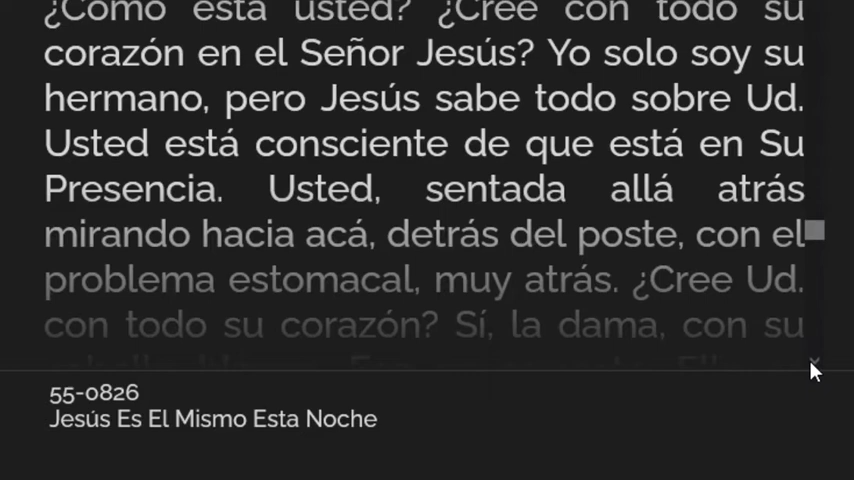 ¿Cómo está usted? ¿Cree con todo su
corazón en el Señor Jesús? Yo solo soy su
hermano, pero Jesús sabe todo sobre Ud.
Usted está consciente de que está en Su
Presencia. Usted, sentada allá atrás
mirando hacia acá, detrás del poste, con el
problema estomacal, muy atrás. ¿Cree Ud.
con todo su corazón? Sí, la dama, con su
55-0826
Jesús Es El Mismo Esta Noche